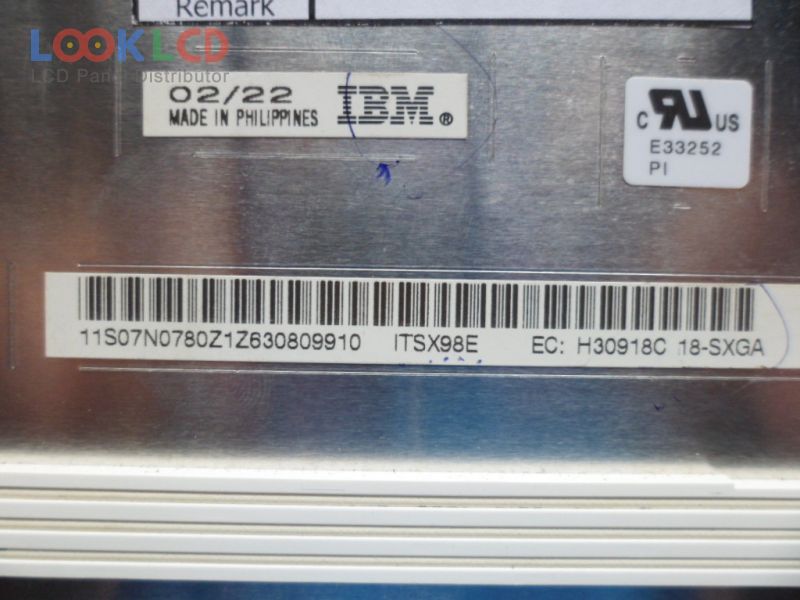 Remark
LOOKLCD
LCD Panel Distributor
02/22
MADE IN PHILIPPINES
IBM®
C UR US
E33252
PI
11S07N0780Z1Z630809910 ITSX98E EC: H30918C 18-SXGA